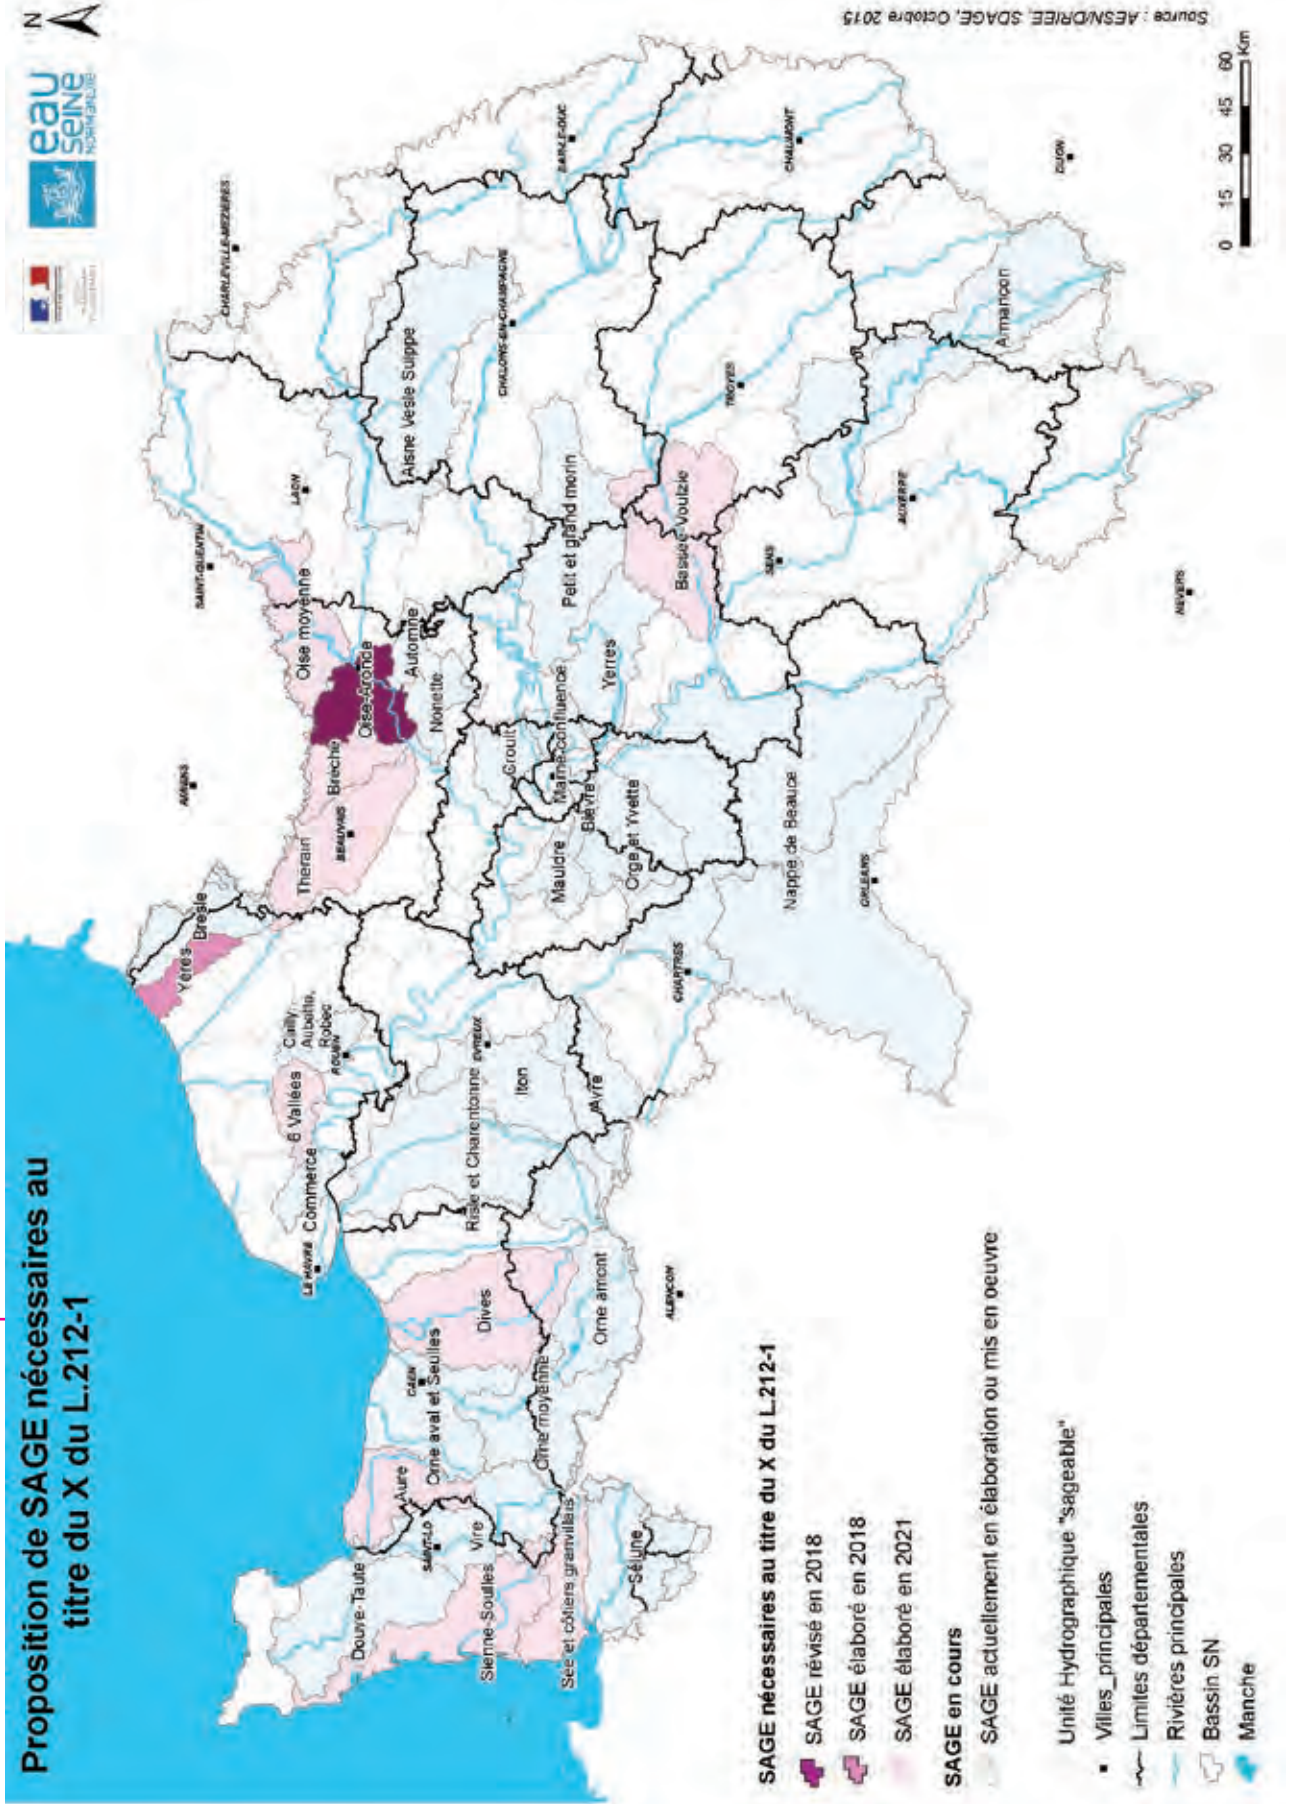 Proposition de SAGE nécessaires au
titre du X du L.212-1
eau
SEINE
NORMANDIE
N
CHARLEVILLE-MEZIERES
SAINT-QUENTIN
LAON
AMIENS
Oise moyenne
Oise-Aronde
Automne
Nonette
Brèche
BEAUVAIS
Therain
Bresle
Yères
Cailly,
Aubette,
Robec
ROUEN
6 Vallées
Commerce
LE HAVRE
Aisne Vesle Suippe
CHALONS-EN-CHAMPAGNE
BAR-LE-DUC
CHAUMONT
DIJON
Petit et grand morin
Bassée-Voulzie
TROYES
Armançon
SENS
AUXERRE
NEVERS
Croult
Marne confluence
Yerres
Bièvre
Mauldre
Orge et Yvette
Nappe de Beauce
ORLEANS
CHARTRES
EVREUX
Risle et Charentonne
Iton
Avre
Dives
Orne amont
ALENCON
CAEN
Orne aval et Seulles
Orne moyenne
Aure
SAINT-LO
Vire
Douve-Taute
Sienne-Soulles
Sée et côtiers granvillais
Sélune
SAGE nécessaires au titre du X du L.212-1
SAGE révisé en 2018
SAGE élaboré en 2018
SAGE élaboré en 2021
SAGE en cours
SAGE actuellement en élaboration ou mis en oeuvre
Unité Hydrographique "sageable"
Villes_principales
Limites départementales
Rivières principales
Bassin SN
Manche
0 15 30 45 60
Km
Source : AESN/DRIEE, SDAGE, Octobre 2015